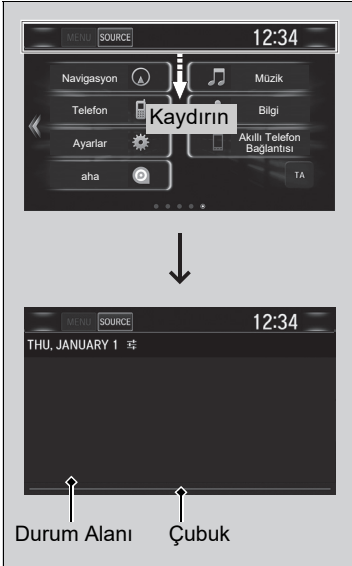 MENU SOURCE 12:34
Navigasyon Müzik
Telefon Bilgi
Kaydırın
Ayarlar Akıllı Telefon
Bağlantısı
aha TA
MENU SOURCE 12:34
THU, JANUARY 1
Durum Alanı Çubuk